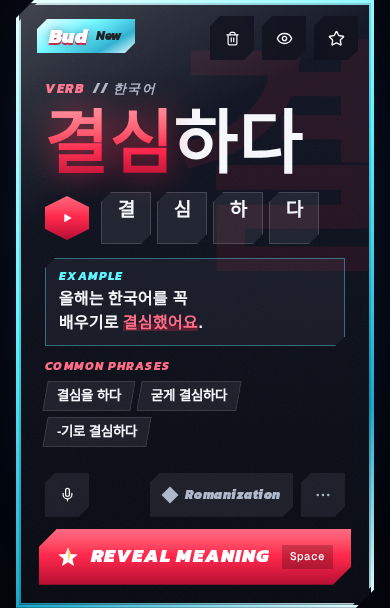 Bud New
VERB // 한국어
결심하다
결 심 하 다
EXAMPLE
올해는 한국어를 꼭
배우기로 결심했어요.
COMMON PHRASES
결심을 하다 굳게 결심하다
-기로 결심하다
Romanization ...
REVEAL MEANING Space